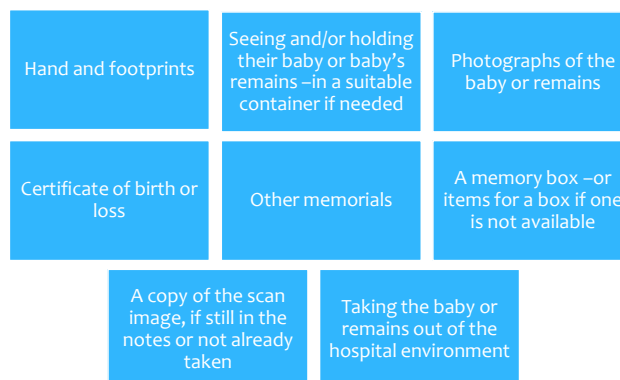 Hand and footprints
Seeing and/or holding
their baby or baby's
remains –in a suitable
container if needed
Photographs of the
baby or remains
Certificate of birth or
loss
Other memorials
A memory box –or
items for a box if one
is not available
A copy of the scan
image, if still in the
notes or not already
taken
Taking the baby or
remains out of the
hospital environment